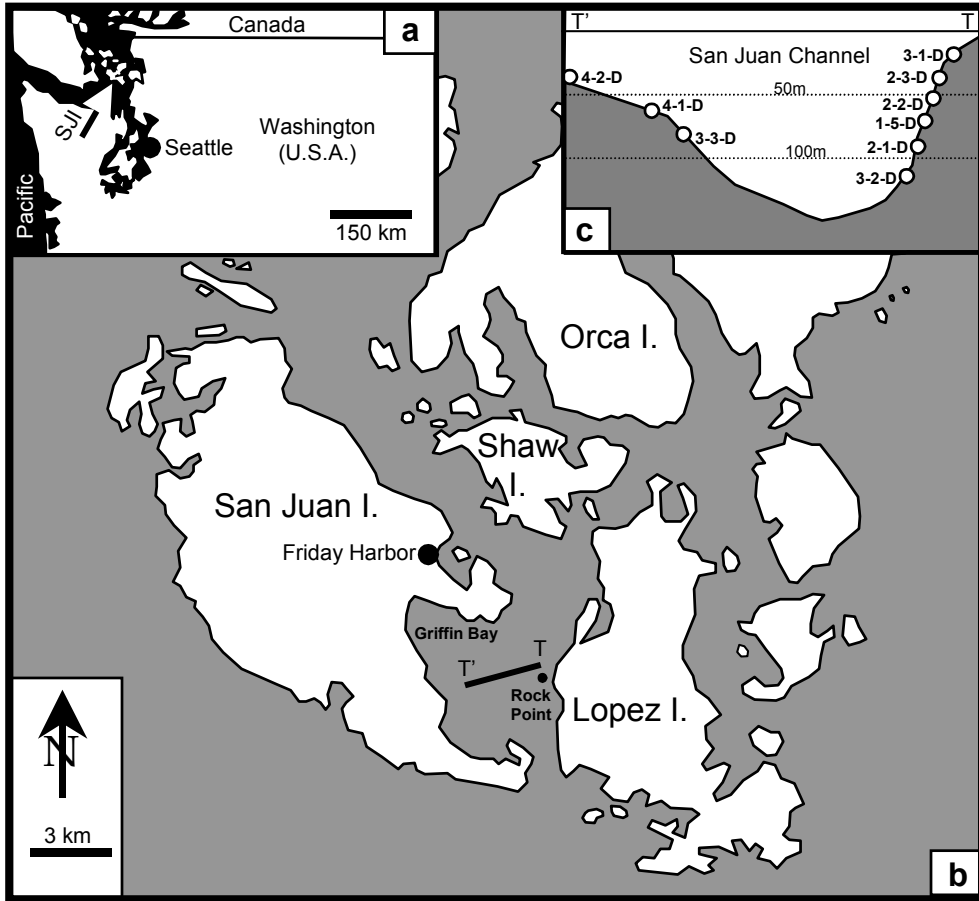 Canada
a
SJI
Seattle
Washington
(U.S.A.)
Pacific
150 km
T'
T
San Juan Channel
3-1-D
4-2-D
2-3-D
50m
4-1-D
2-2-D
1-5-D
3-3-D
2-1-D
100m
3-2-D
c
Orca I.
Shaw
I.
San Juan I.
Friday Harbor
Griffin Bay
T
T'
Rock
Point
Lopez I.
N
3 km
b